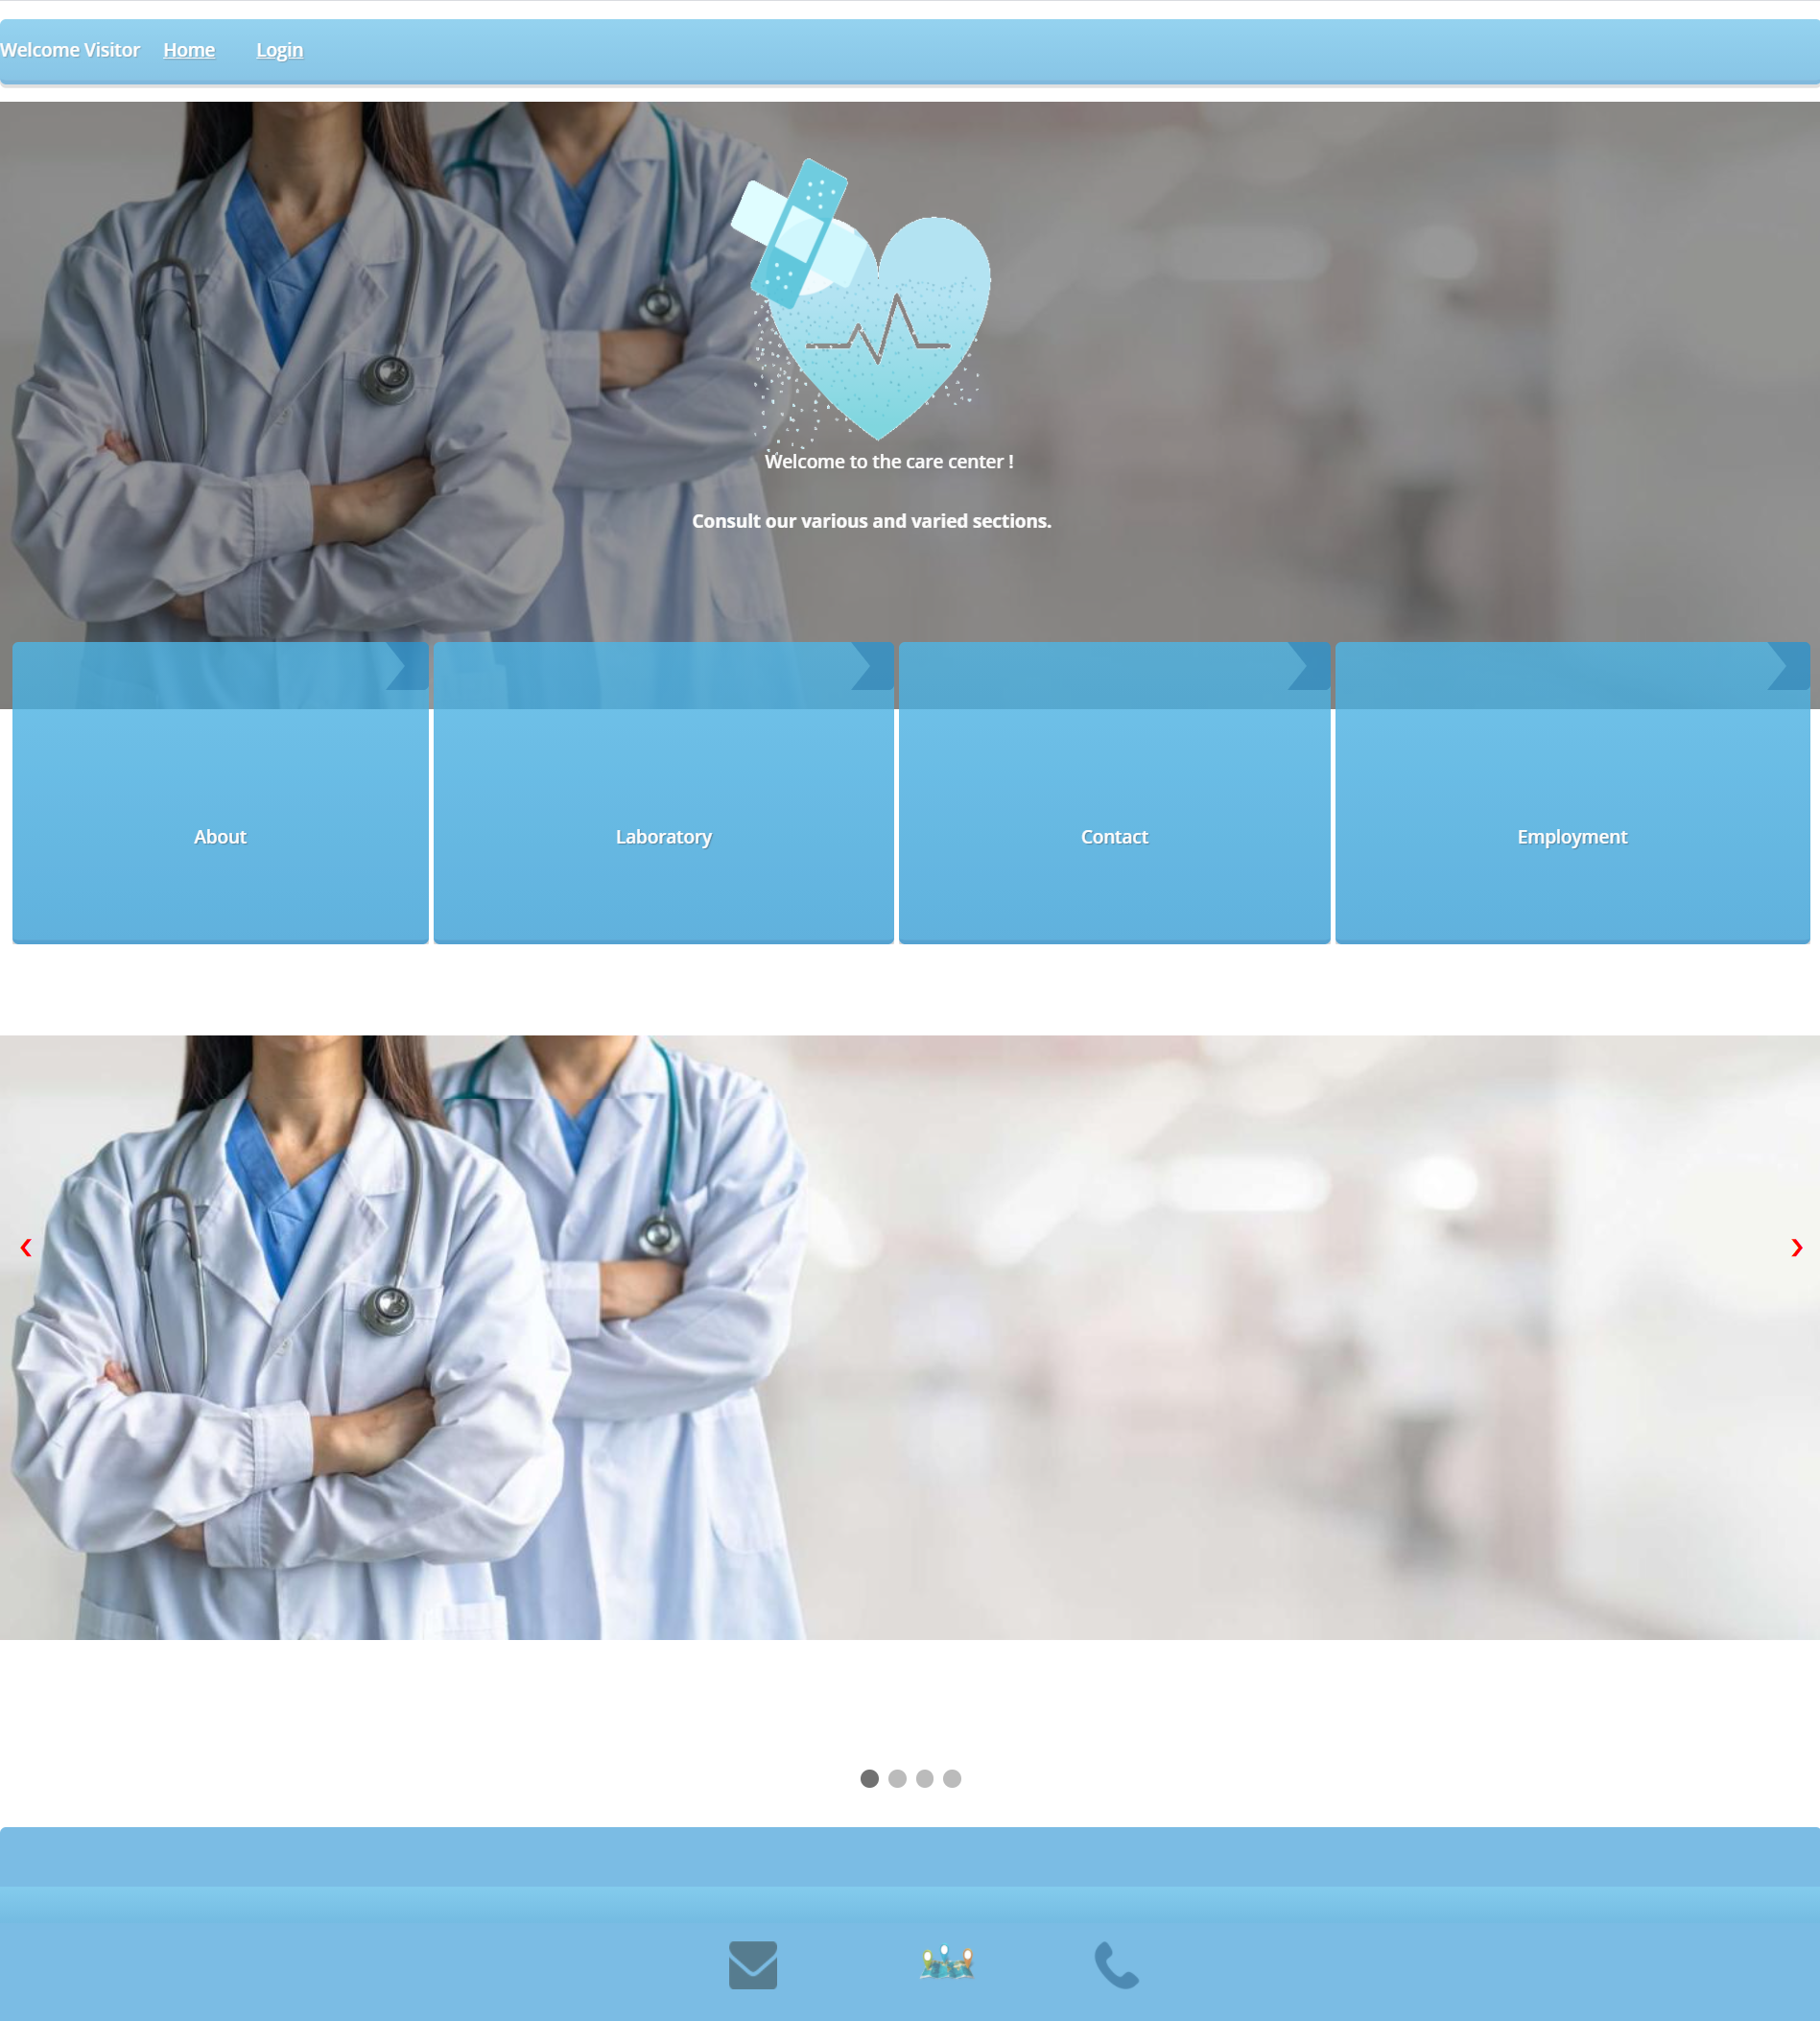 Welcome Visitor Home Login
Welcome to the care center !
Consult our various and varied sections.
About
Laboratory
Contact
Employment